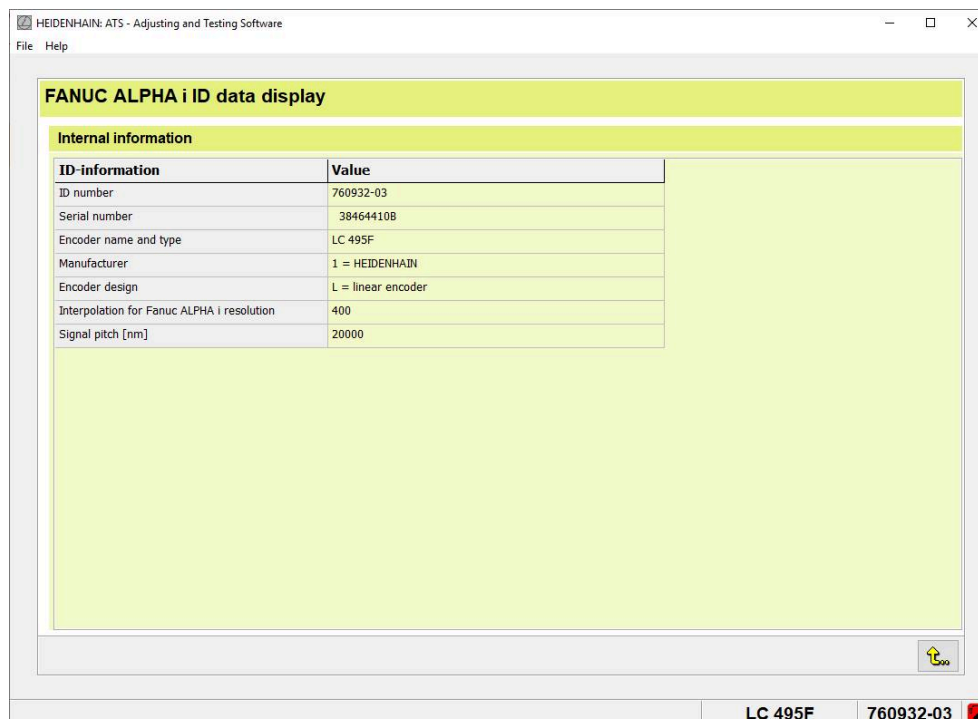 HEIDENHAIN: ATS - Adjusting and Testing Software
File Help
FANUC ALPHA i ID data display
Internal information
ID-information Value
ID number 760932-03
Serial number 38464410B
Encoder name and type LC 495F
Manufacturer 1 = HEIDENHAIN
Encoder design L = linear encoder
Interpolation for Fanuc ALPHA i resolution 400
Signal pitch [nm] 20000
LC 495F 760932-03